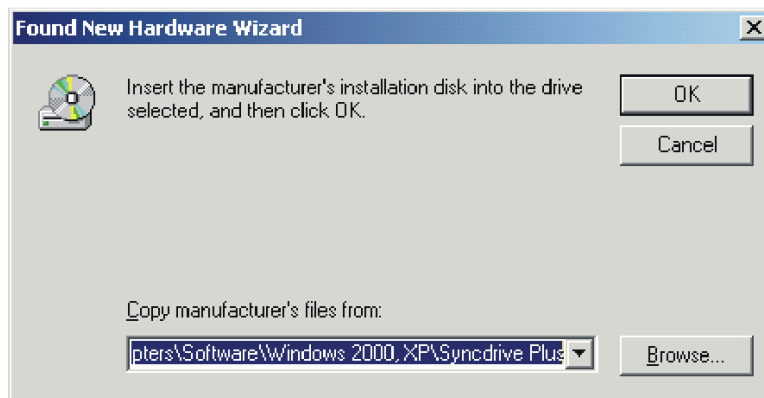 Found New Hardware Wizard
Insert the manufacturer's installation disk into the drive
selected, and then click OK.
OK
Cancel
Copy manufacturer's files from:
pters\Software\Windows 2000, XP\Syncdrive Plus
Browse...